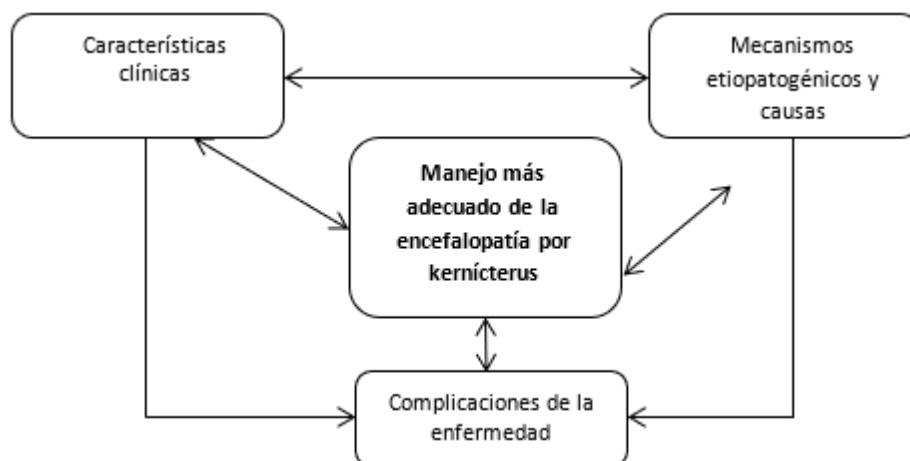 Características
clínicas
Mecanismos
etiopatogénicos y
causas
Manejo más
adecuado de la
encefalopatía por
kernícterus
Complicaciones de la
enfermedad